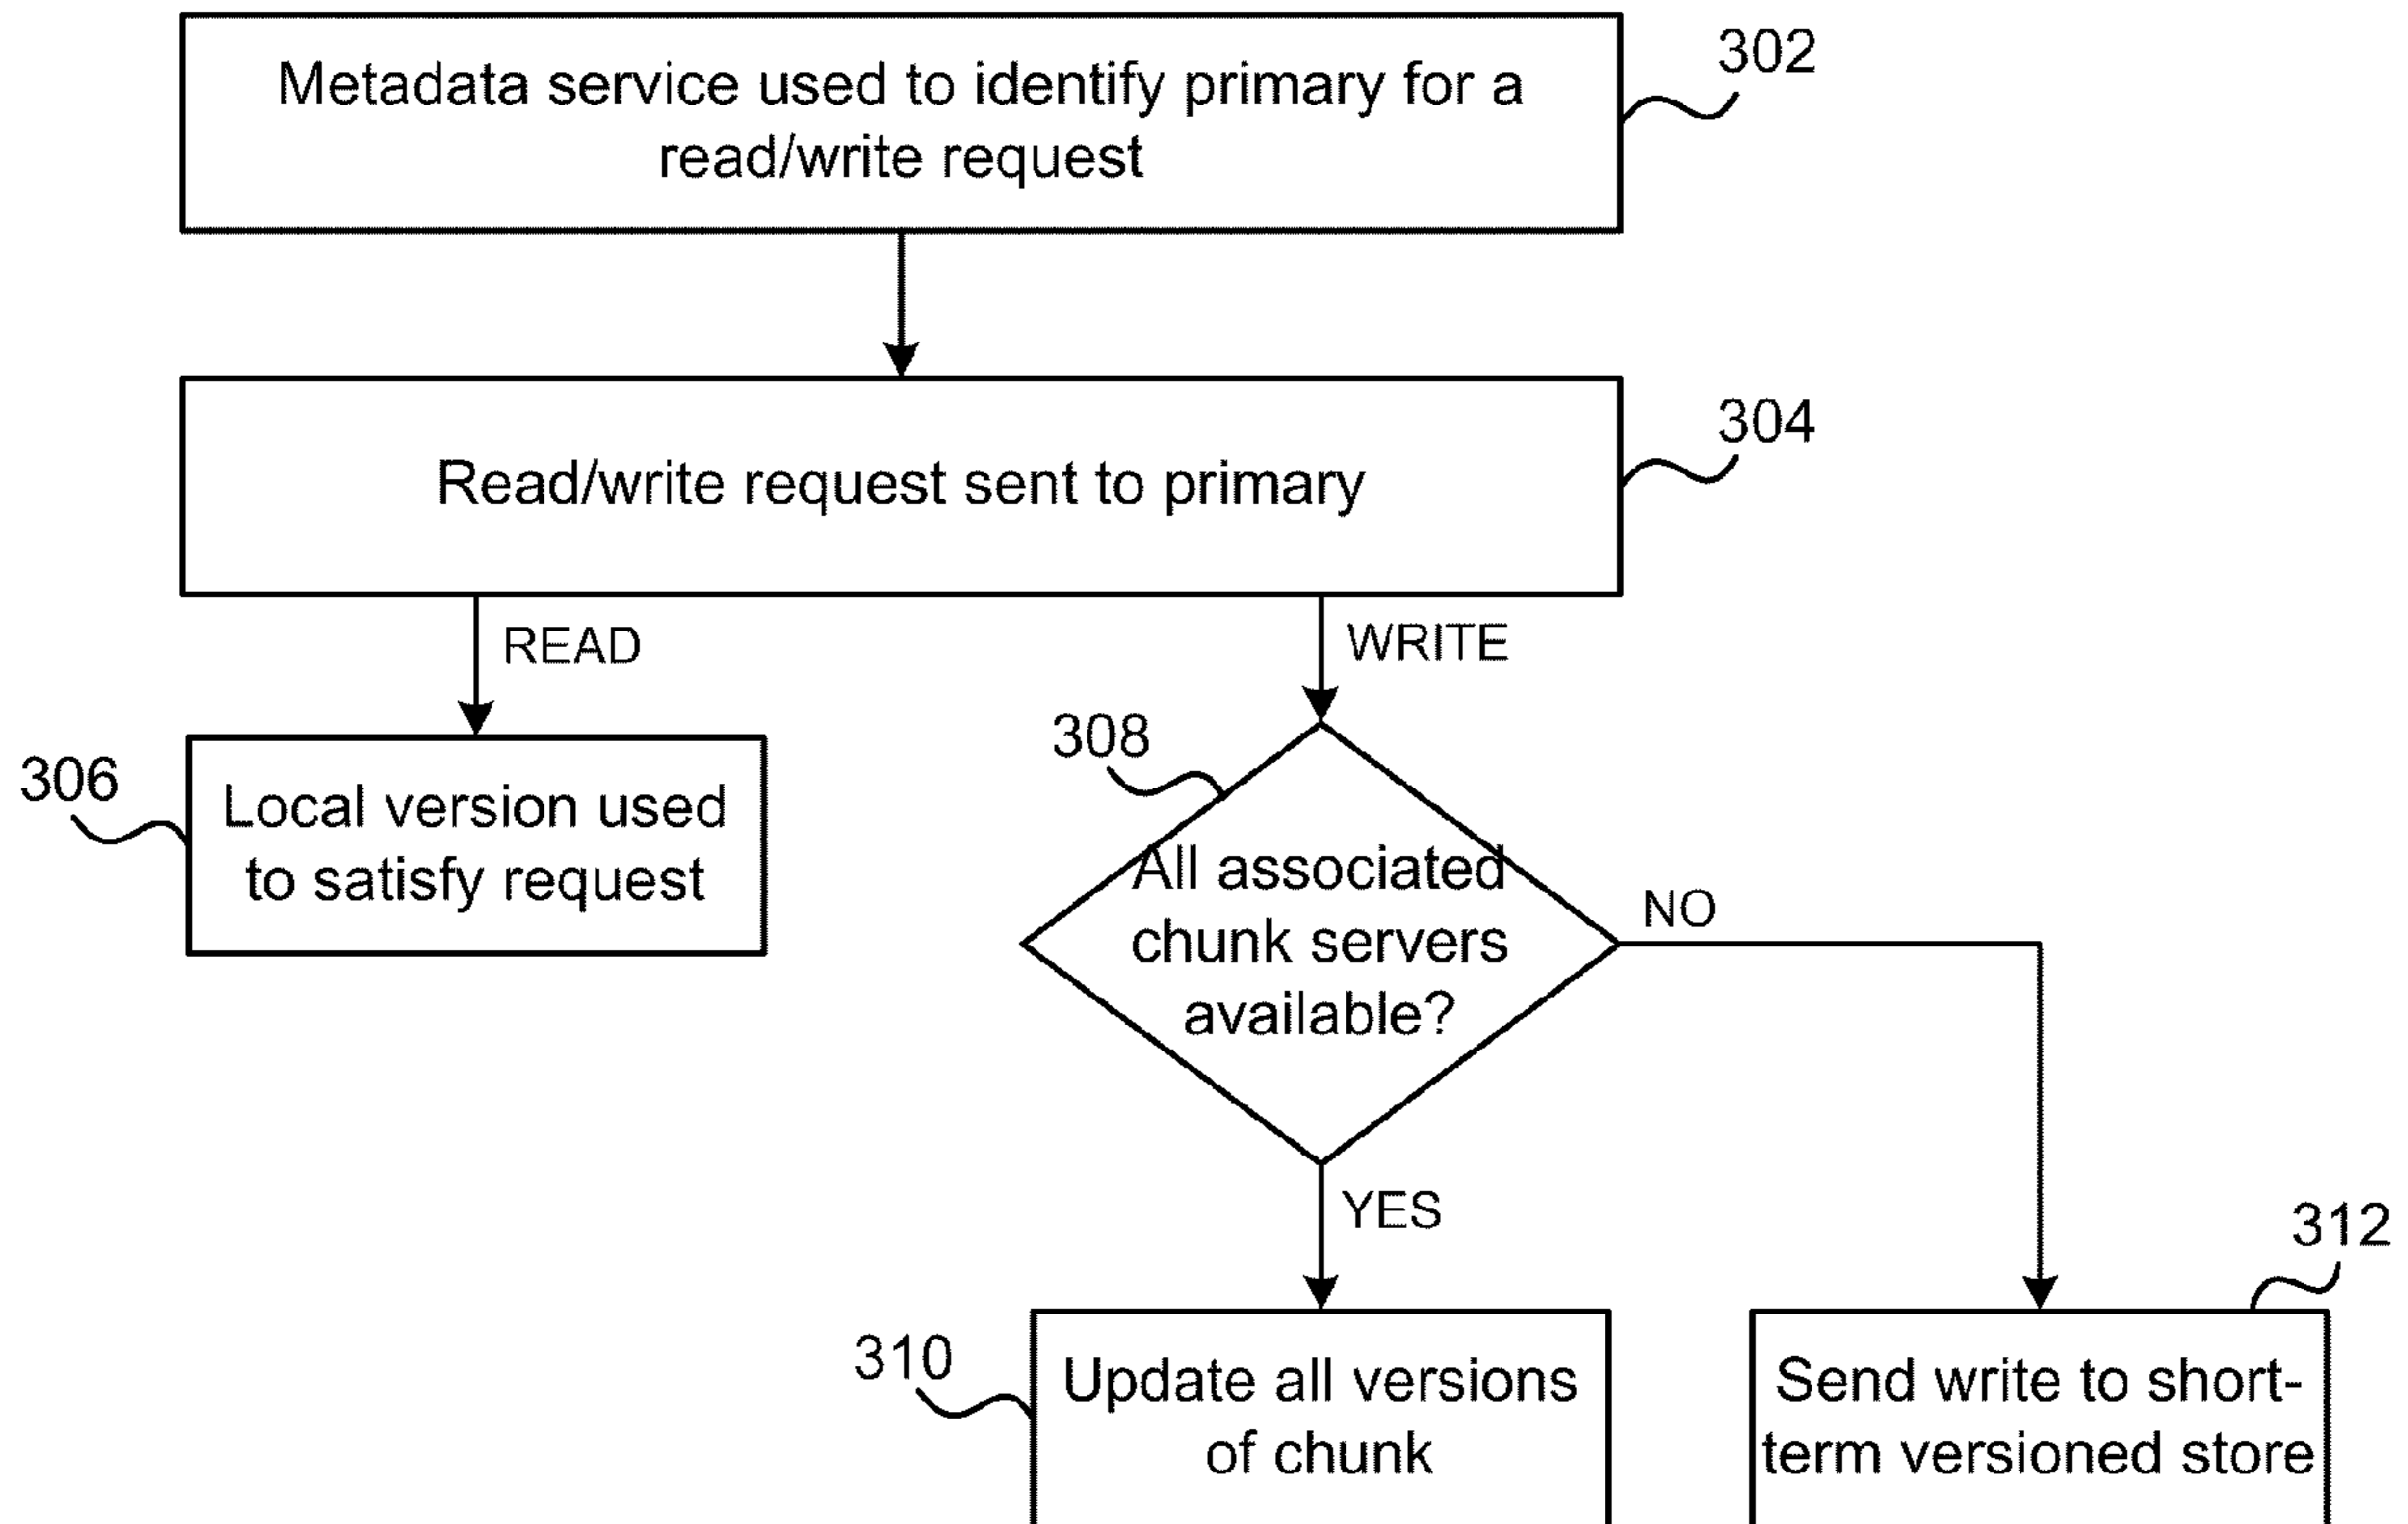 Metadata service used to identify primary for a
read/write request
302
Read/write request sent to primary
304
READ
WRITE
306
Local version used
to satisfy request
308
All associated
chunk servers
available?
NO
YES
310
Update all versions
of chunk
312
Send write to short-
term versioned store